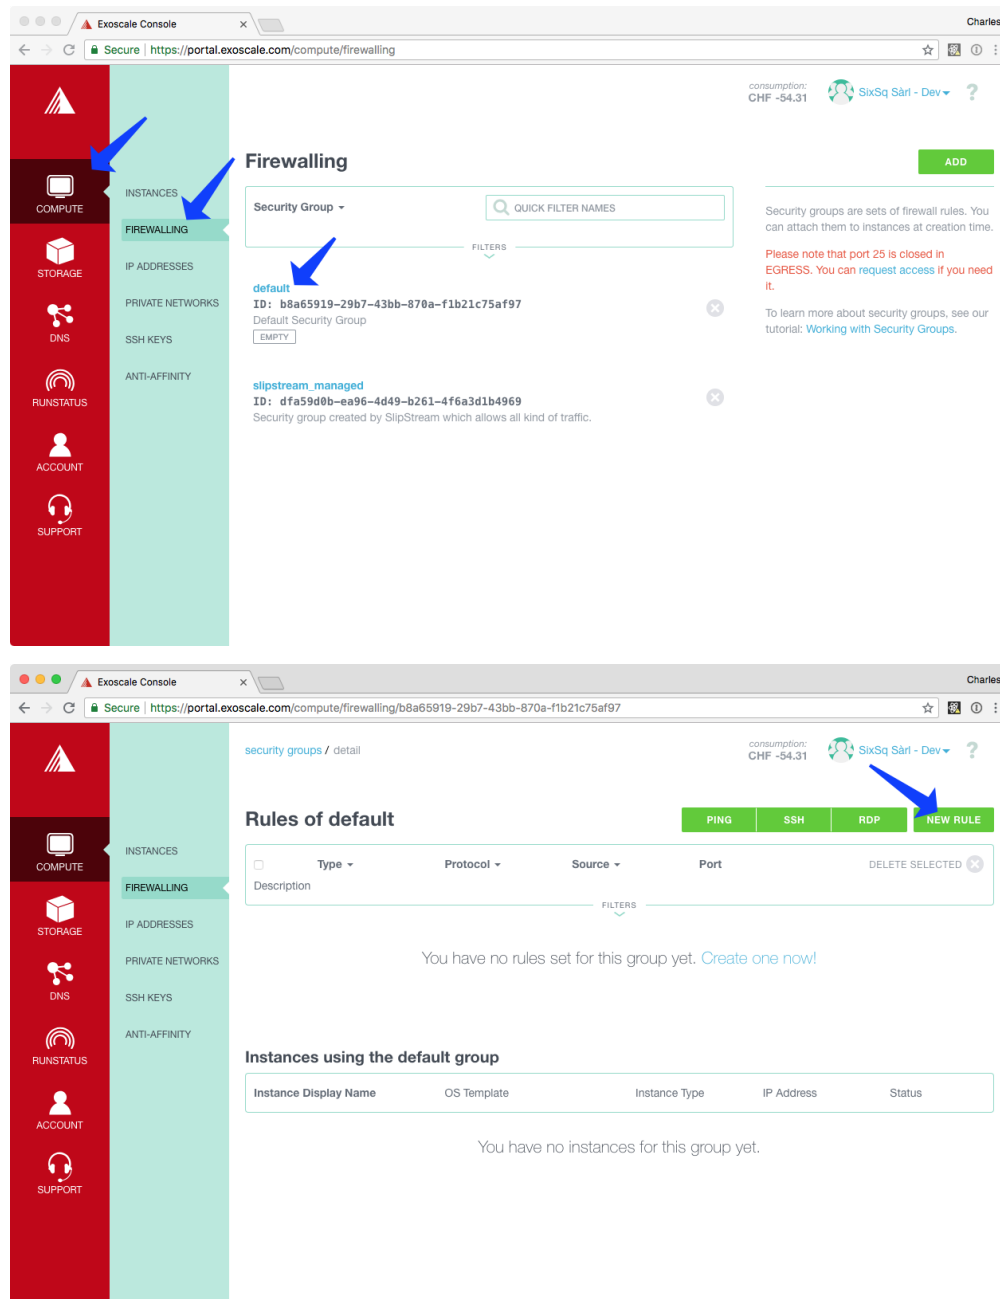 Exoscale Console
Charles
Secure | https://portal.exoscale.com/compute/firewalling
consumption:
CHF -54.31
SixSq Sàrl - Dev
?
COMPUTE
STORAGE
DNS
RUNSTATUS
ACCOUNT
SUPPORT
INSTANCES
FIREWALLING
IP ADDRESSES
PRIVATE NETWORKS
SSH KEYS
ANTI-AFFINITY
Firewalling
ADD
Security Group
QUICK FILTER NAMES
FILTERS
default
ID: b8a65919-29b7-43bb-870a-f1b21c75af97
Default Security Group
EMPTY
slipstream_managed
ID: dfa59d0b-ea96-4d49-b261-4f6a3d1b4969
Security group created by SlipStream which allows all kind of traffic.
Security groups are sets of firewall rules. You
can attach them to instances at creation time.
Please note that port 25 is closed in
EGRESS. You can request access if you need
it.
To learn more about security groups, see our
tutorial: Working with Security Groups.
Exoscale Console
Charles
Secure | https://portal.exoscale.com/compute/firewalling/b8a65919-29b7-43bb-870a-f1b21c75af97
security groups / detail
consumption:
CHF -54.31
SixSq Sàrl - Dev
?
COMPUTE
STORAGE
DNS
RUNSTATUS
ACCOUNT
SUPPORT
INSTANCES
FIREWALLING
IP ADDRESSES
PRIVATE NETWORKS
SSH KEYS
ANTI-AFFINITY
Rules of default
PING SSH RDP NEW RULE
Type Protocol Source Port DELETE SELECTED
Description
FILTERS
You have no rules set for this group yet. Create one now!
Instances using the default group
Instance Display Name OS Template Instance Type IP Address Status
You have no instances for this group yet.